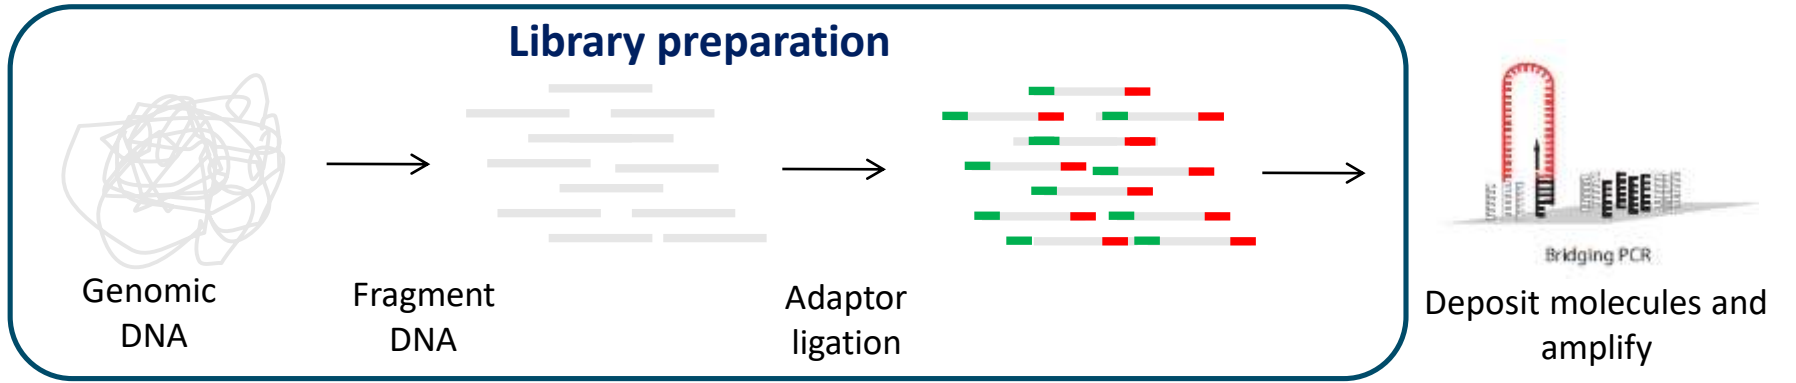 Library preparation
Genomic
DNA
Fragment
DNA
Adaptor
ligation
Bridging PCR
Deposit molecules and
amplify